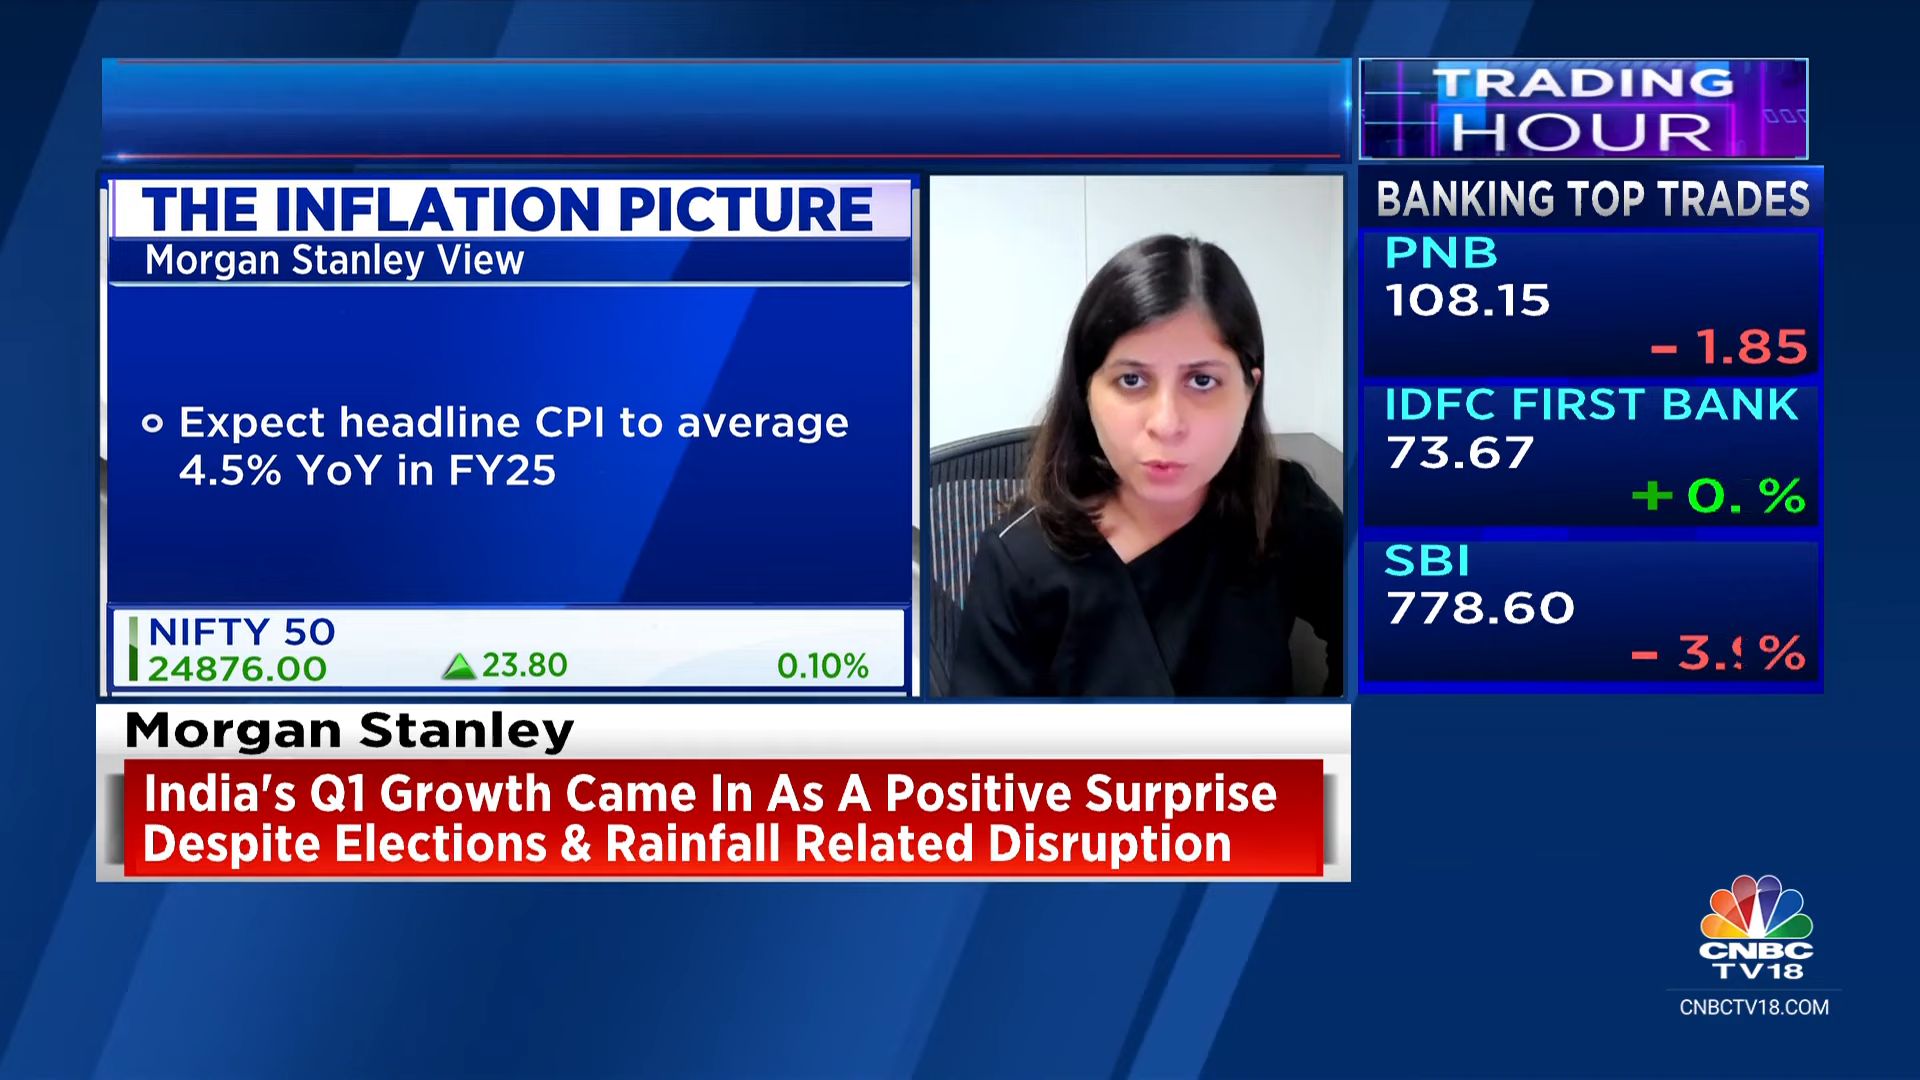 TRADING
HOUR
THE INFLATION PICTURE
Morgan Stanley View
Expect headline CPI to average
4.5% YoY in FY25
NIFTY 50
24876.00 23.80 0.10%
BANKING TOP TRADES
PNB
108.15
- 1.85
IDFC FIRST BANK
73.67
+ 0. %
SBI
778.60
Morgan Stanley
India's Q1 Growth Came In As A Positive Surprise
Despite Elections & Rainfall Related Disruption
CNBC
TV18
CNBCTV18.COM